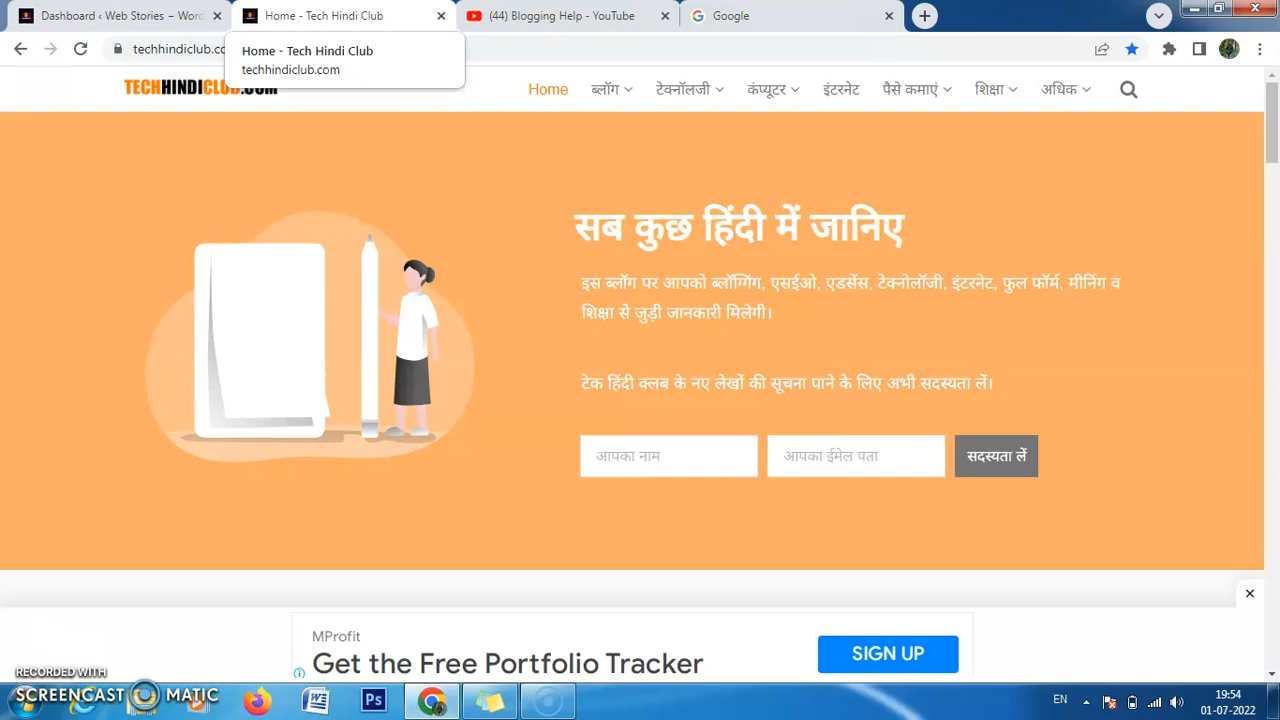 Dashboard ‹ Web Stories — Word
Home - Tech Hindi Club
(44) Blogging Help - YouTube
Google
techhindiclub.co
Home - Tech Hindi Club
techhindiclub.com
TECHHINDICLUB.COM
Home
ब्लॉग
टेक्नॉलजी
कंप्यूटर
इंटरनेट
पैसे कमाएं
शिक्षा
अधिक
सब कुछ हिंदी में जानिए
इस ब्लॉग पर आपको ब्लॉग्गिंग, एसईओ, एडसेंस, टेक्नोलॉजी, इंटरनेट, फुल फॉर्म, मीनिंग व
शिक्षा से जुड़ी जानकारी मिलेगी।
टेक हिंदी क्लब के नए लेखों की सूचना पाने के लिए अभी सदस्यता लें।
आपका नाम
आपका ईमेल पता
सदस्यता लें
MProfit
Get the Free Portfolio Tracker
SIGN UP
RECORDED WITH
SCREENCAST MATIC
W
Ps
EN
19:54
01-07-2022